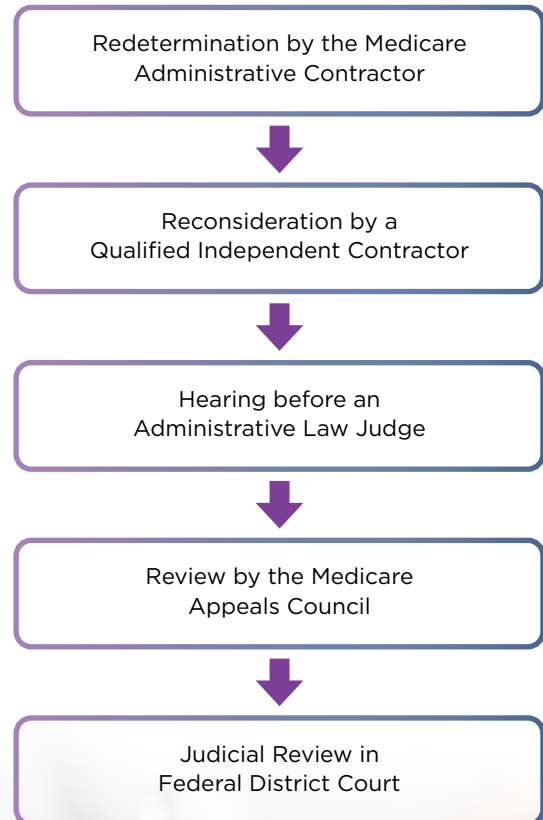 Redetermination by the Medicare
Administrative Contractor
Reconsideration by a
Qualified Independent Contractor
Hearing before an
Administrative Law Judge
Review by the Medicare
Appeals Council
Judicial Review in
Federal District Court